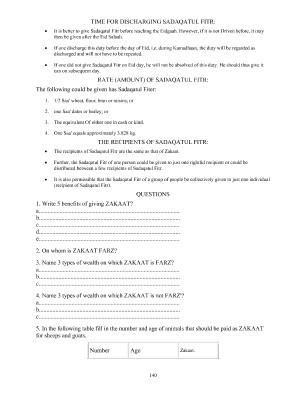 TIME FOR DISCHARGING SADAQATUL FITR:
• It is better to give Sadaqatul Fitr before reaching the Eidgaah. However, if it is not Driven before, it may
then be given after the Eid Salaah.
• If one discharge this duty before the day of Eid, i.e. during Ramadhaan, the duty will be regarded as
discharged and will not have to be repeated.
• If one did not give Sadaqatul Fitr on Eid day, he will not be absolved of this duty. He should thus give it
on subsequent day.
RATE (AMOUNT) OF SADAQATUL FITR:
The following could be given has Sadaqatul Fiter:
1. 1/2 Saa' wheat, flour, bran or raisins; or
2. one Saa' dates or barley; or
3. The equivalent Of either one in cash or kind.
4. One Saa' equals approximately 3.828 kg.
THE RECIPIENTS OF SADAQATUL FITR:
• The recipients of Sadaqatul Fitr are the same as that of Zakaat.
• Further, the Sadaqatul Fitr of one person could be given to just one rightful recipient or could be
distributed between a few recipients of Sadaqatul Fitr.
• It is also permissible that the Sadaqatul Fitr of a group of people be collectively given to just one individual
(recipient of Sadaqatul Fitr).
QUESTIONS
1. Write 5 benefits of giving ZAKAAT?
a.
b.
c.
d.
e.
2. On whom is ZAKAAT FARZ?
3. Name 3 types of wealth on which ZAKAAT is FARZ?
a.
b.
c.
4. Name 3 types of wealth on which ZAKAAT is not FARZ'?
a.
b.
c.
5. In the following table fill in the number and age of animals that should be paid as ZAKAAT
for sheeps and goats.
Number Age Zakaat.
140